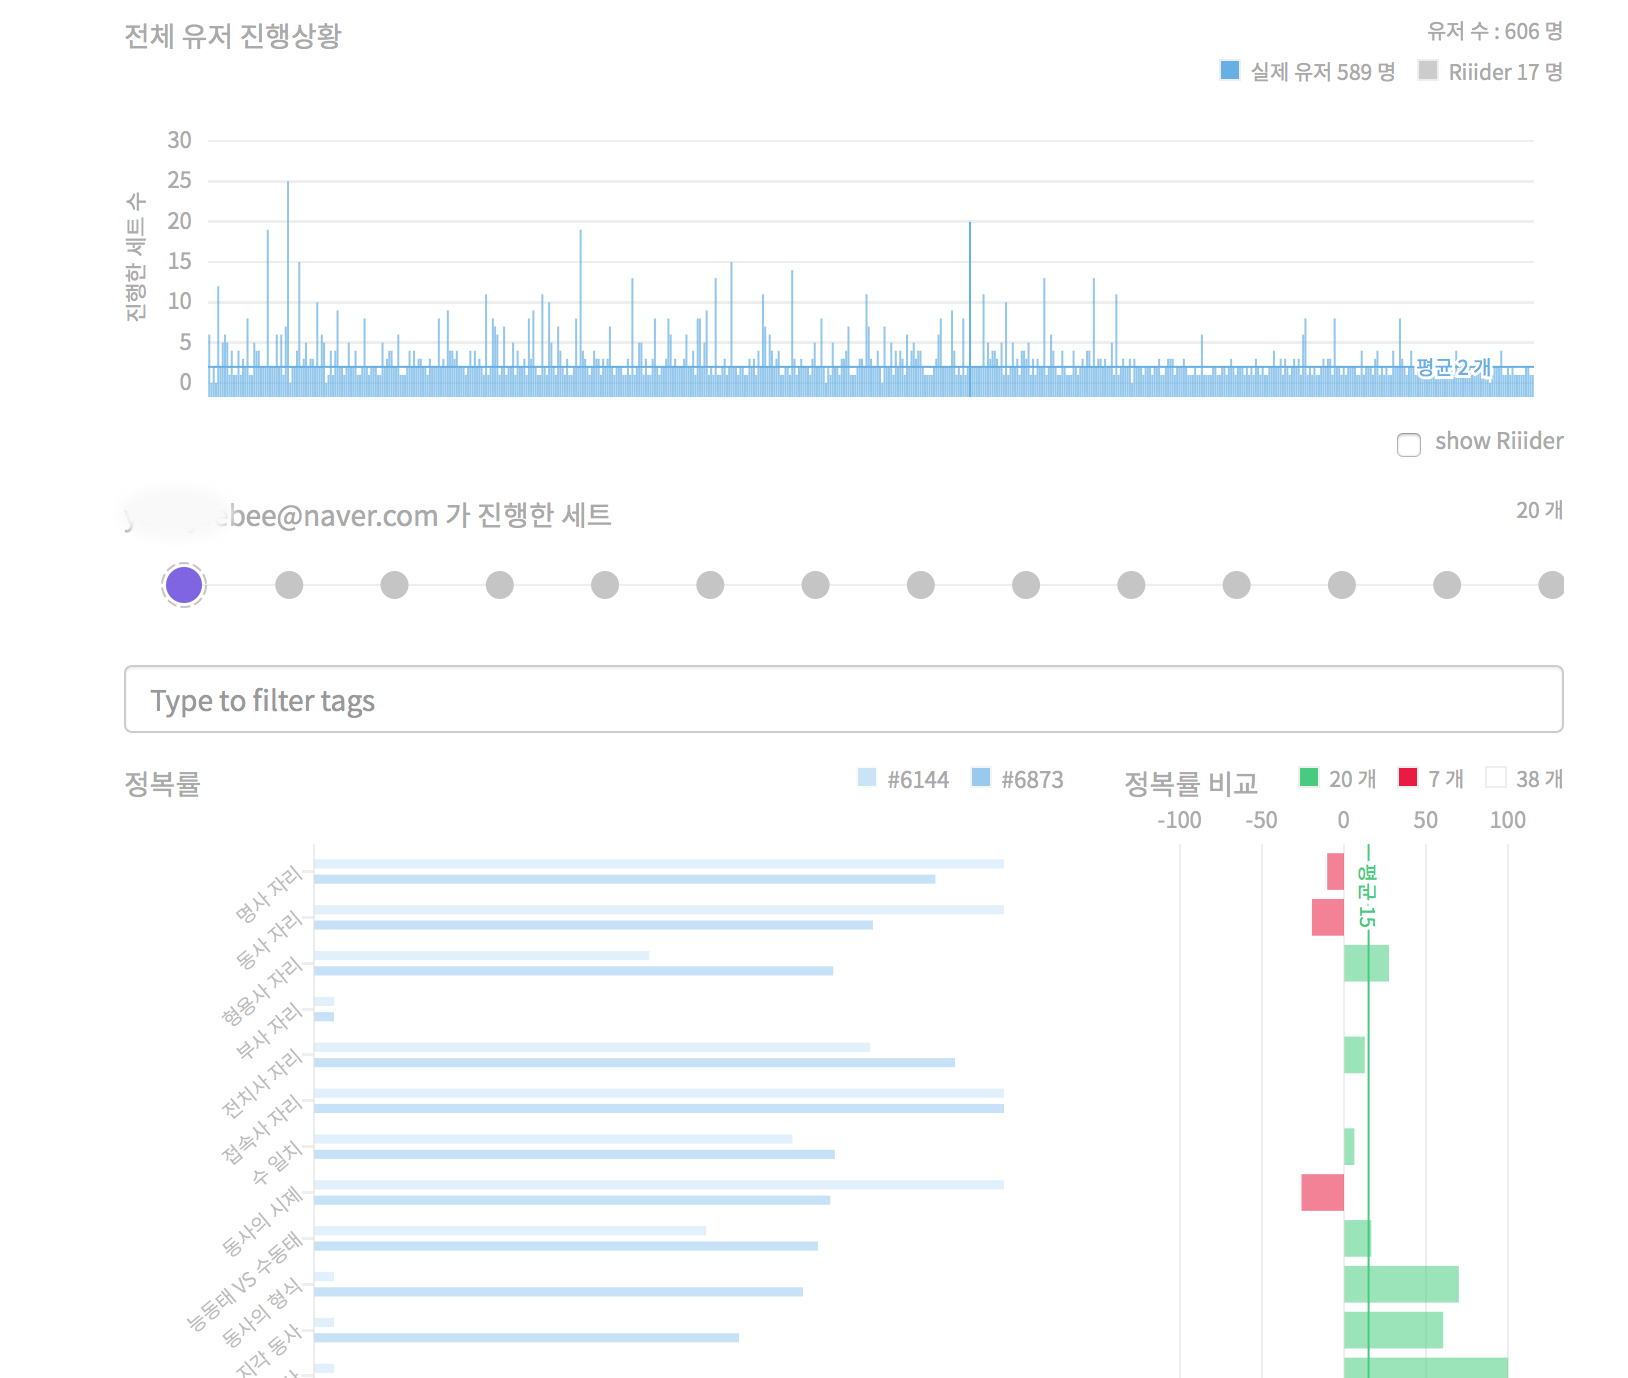 전체 유저 진행상황
유저 수 : 606 명
실제 유저 589 명
Riiider 17 명
진행한 세트 수
30
25
20
15
10
5
0
평균 2 개
show Riiider
ebee@naver.com 가 진행한 세트
20 개
Type to filter tags
정복률
#6144
#6873
정복률 비교
20 개
7 개
38 개
-100
-50
0
50
100
명사 자리
동사 자리
형용사 자리
부사 자리
전치사 자리
접속사 자리
수 일치
동사의 시제
능동태 VS 수동태
동사의 형식
지각 동사
평균 15